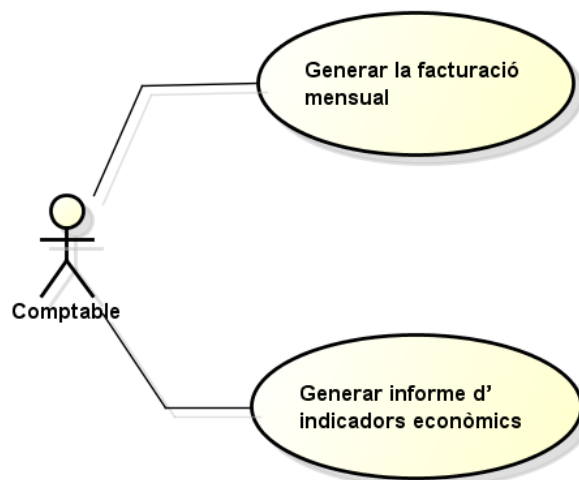 Generar la facturació
mensual
Comptable
Generar informe d'
indicadors econòmics